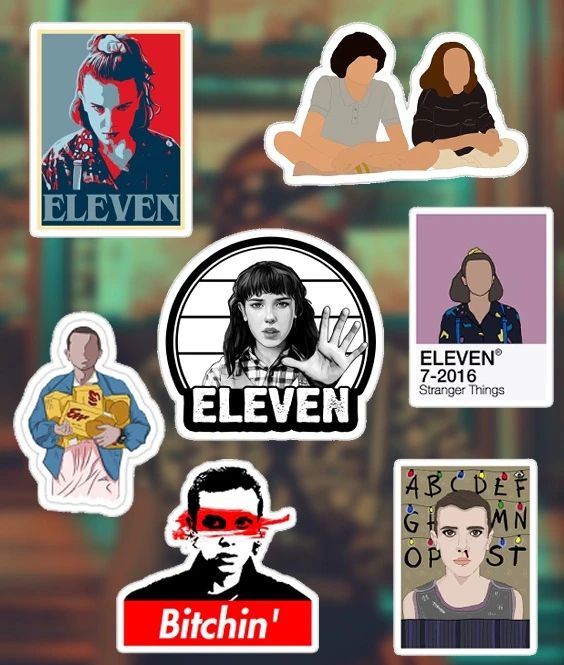 ELEVEN
ELEVEN®
7-2016
Stranger Things
ELEVEN
A B C D E F
G H M N
O P S T
Bitchin'